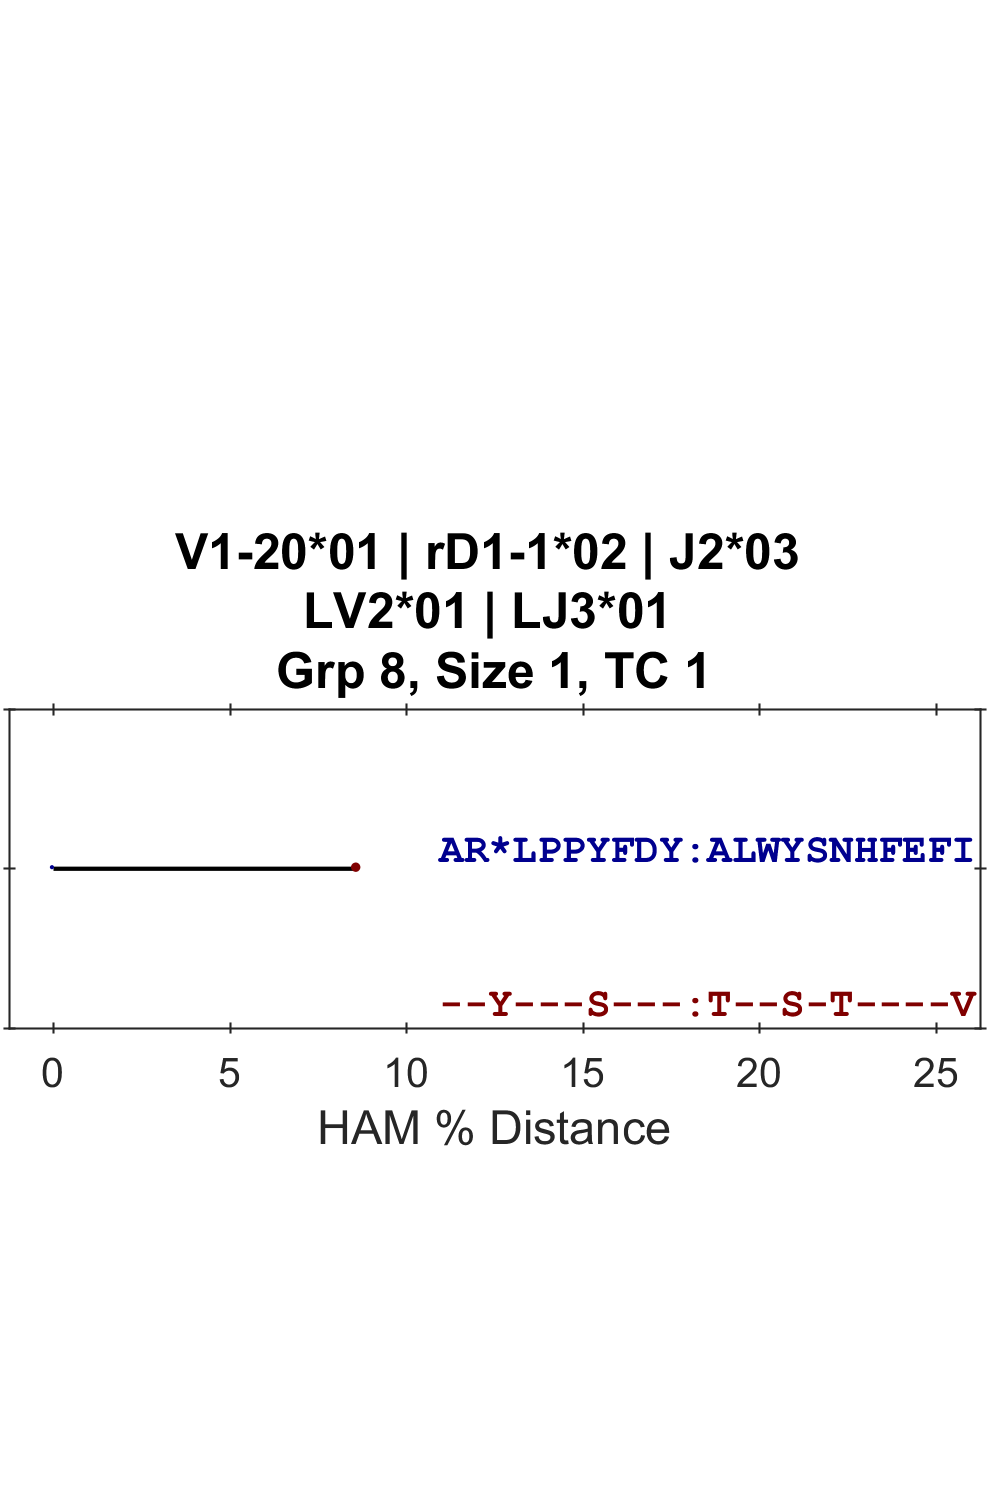 V1-20*01 | rD1-1*02 | J2*03
LV2*01 | LJ3*01
Grp 8, Size 1, TC 1
AR*LPPYFDY:ALWYSNHFEFI
--Y---S---:T--S-T----V
0 5 10 15 20 25
HAM % Distance